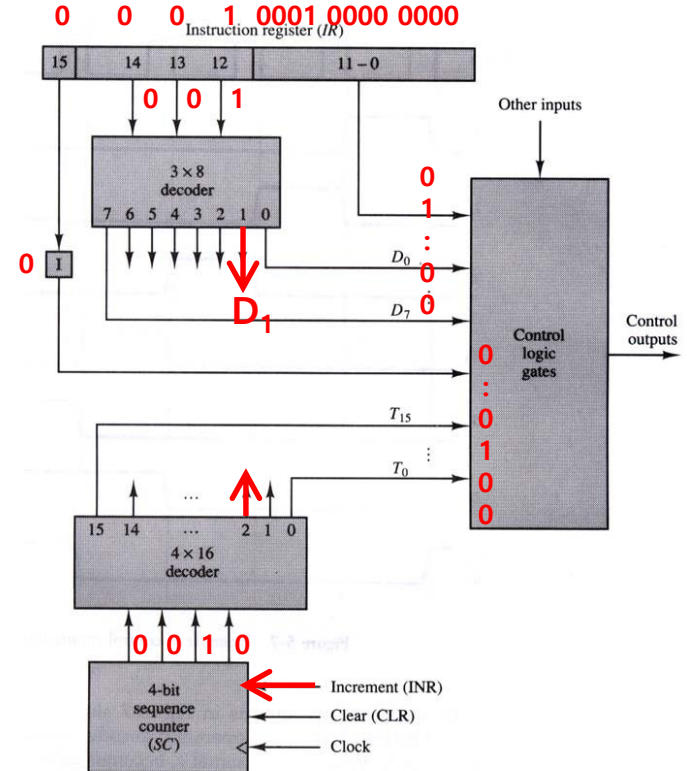 0 0 0 1 0001 0000 0000
Instruction register (IR)
15 14 13 12 11 – 0
0 0 1
Other inputs
3 × 8
decoder
7 6 5 4 3 2 1 0
0
1
:
0
0
0 I
D0
D1
D7
⋮
Control
logic
gates
Control
outputs
0
:
0
1
0
0
T15
⋮
T0
...
15 14 ... 2 1 0
4 × 16
decoder
0 0 1 0
4-bit
sequence
counter
(SC)
Increment (INR)
Clear (CLR)
Clock